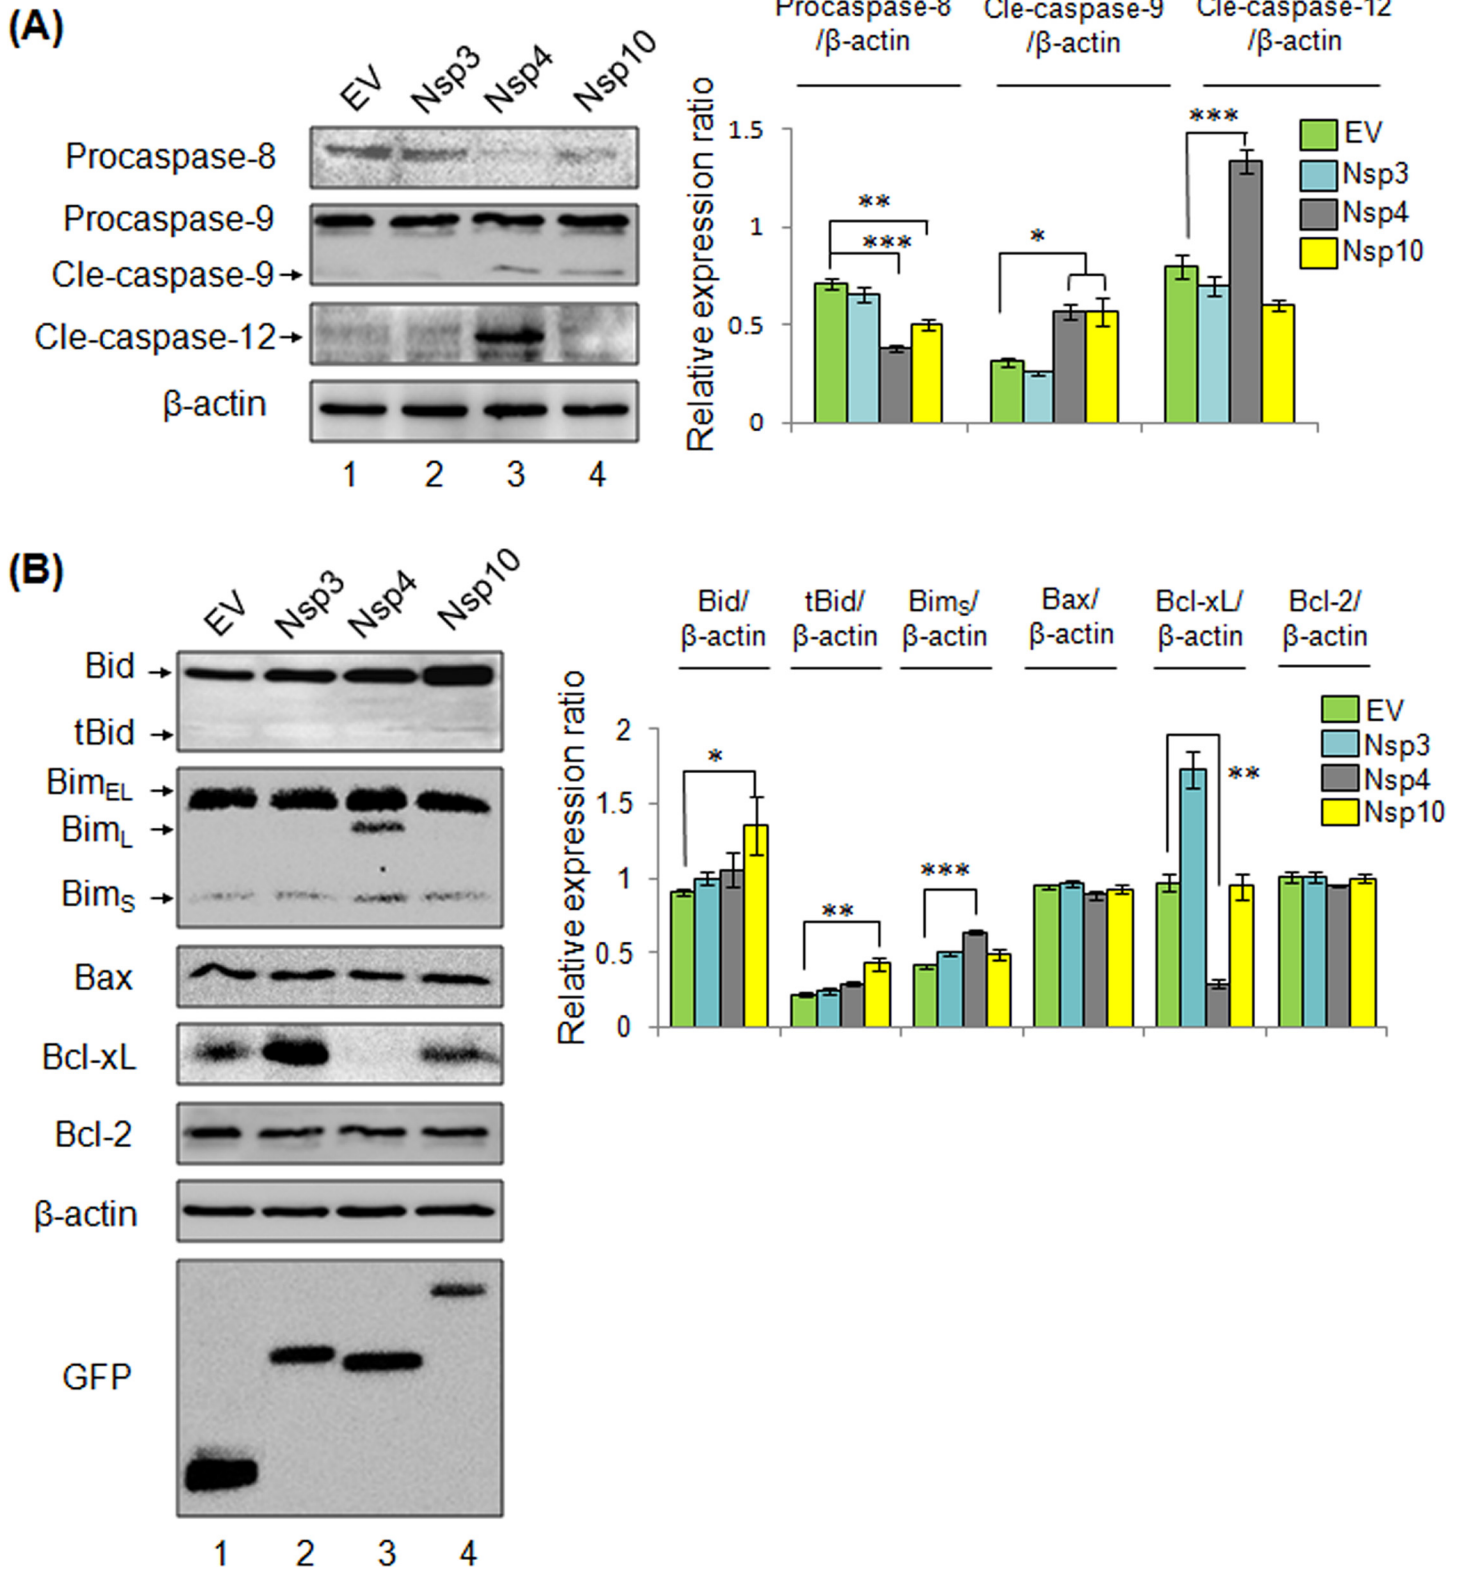 (A)
EV
Nsp3
Nsp4
Nsp10
Procaspase-8
Procaspase-9
Cle-caspase-9
Cle-caspase-12
β-actin
1 2 3 4
Procaspase-8
/β-actin
Cle-caspase-9
/β-actin
Cle-caspase-12
/β-actin
Relative expression ratio
1.5
1
0.5
0
**
***
*
***
EV
Nsp3
Nsp4
Nsp10
(B)
EV
Nsp3
Nsp4
Nsp10
Bid
tBid
BimEL
BimL
BimS
Bax
Bcl-xL
Bcl-2
β-actin
GFP
1 2 3 4
Bid/
β-actin
tBid/
β-actin
BimS/
β-actin
Bax/
β-actin
Bcl-xL/
β-actin
Bcl-2/
β-actin
Relative expression ratio
2
1.5
1
0.5
0
*
**
***
**
EV
Nsp3
Nsp4
Nsp10